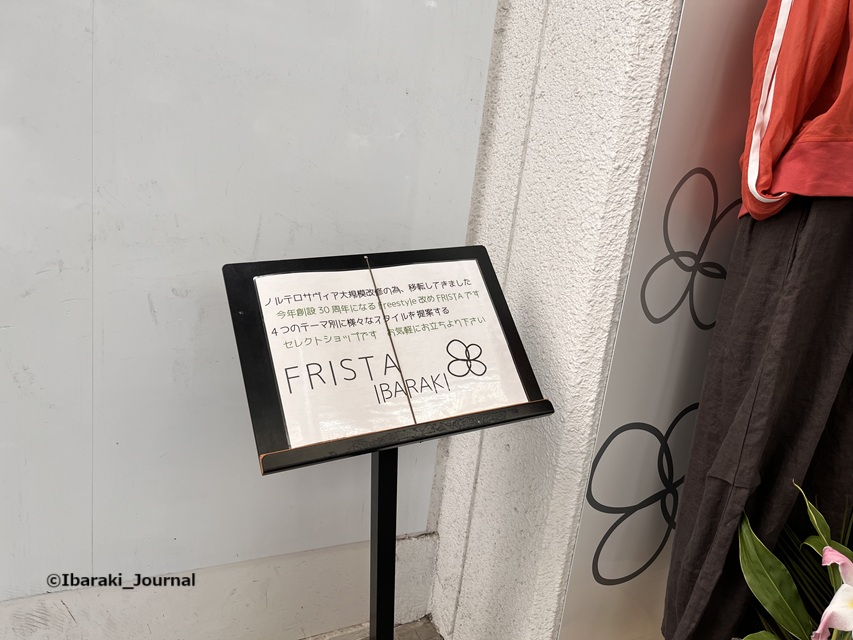 ノルテロサヴィア大規模改修の為、移転してきました
今年創設30周年になるFreestyle改めFRISTAです
4つのテーマ別に様々なスタイルを提案する
セレクトショップです お気軽にお立ちより下さい
FRISTA
IBARAKI
©Ibaraki_Journal